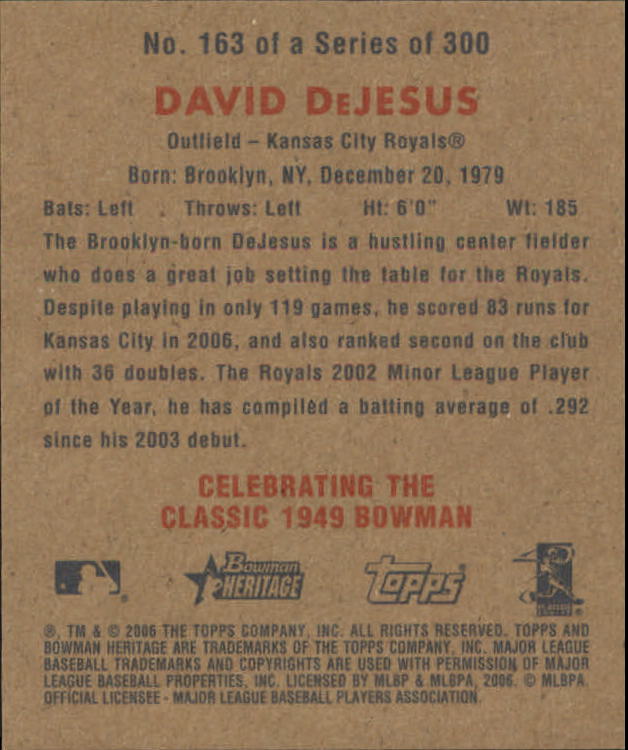 No. 163 of a Series of 300
DAVID DeJESUS
Outfield – Kansas City Royals®
Born: Brooklyn, NY, December 20, 1979
Bats: Left Throws: Left Ht: 6'0" Wt: 185
The Brooklyn-born DeJesus is a hustling center fielder
who does a great job setting the table for the Royals.
Despite playing in only 119 games, he scored 83 runs for
Kansas City in 2006, and also ranked second on the club
with 36 doubles. The Royals 2002 Minor League Player
of the Year, he has compiled a batting average of .292
since his 2003 debut.
CELEBRATING THE
CLASSIC 1949 BOWMAN
Bowman
HERITAGE
topps
®, TM & © 2006 THE TOPPS COMPANY, INC. ALL RIGHTS RESERVED. TOPPS AND
BOWMAN HERITAGE ARE TRADEMARKS OF THE TOPPS COMPANY, INC. MAJOR LEAGUE
BASEBALL TRADEMARKS AND COPYRIGHTS ARE USED WITH PERMISSION OF MAJOR
LEAGUE BASEBALL PROPERTIES, INC. LICENSED BY MLBP & MLBPA, 2006. © MLBPA
OFFICIAL LICENSEE - MAJOR LEAGUE BASEBALL PLAYERS ASSOCIATION.